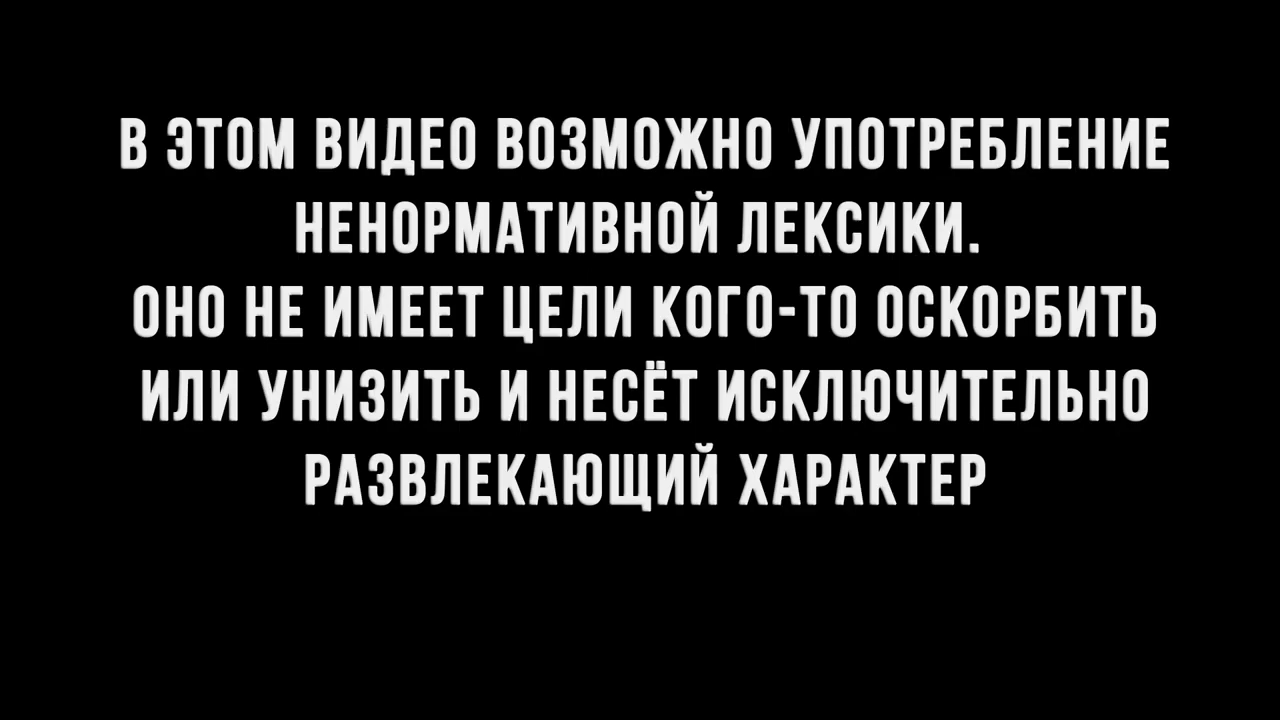 В ЭТОМ ВИДЕО ВОЗМОЖНО УПОТРЕБЛЕНИЕ
НЕНОРМАТИВНОЙ ЛЕКСИКИ.
ОНО НЕ ИМЕЕТ ЦЕЛИ КОГО-ТО ОСКОРБИТЬ
ИЛИ УНИЗИТЬ И НЕСЁТ ИСКЛЮЧИТЕЛЬНО
РАЗВЛЕКАЮЩИЙ ХАРАКТЕР